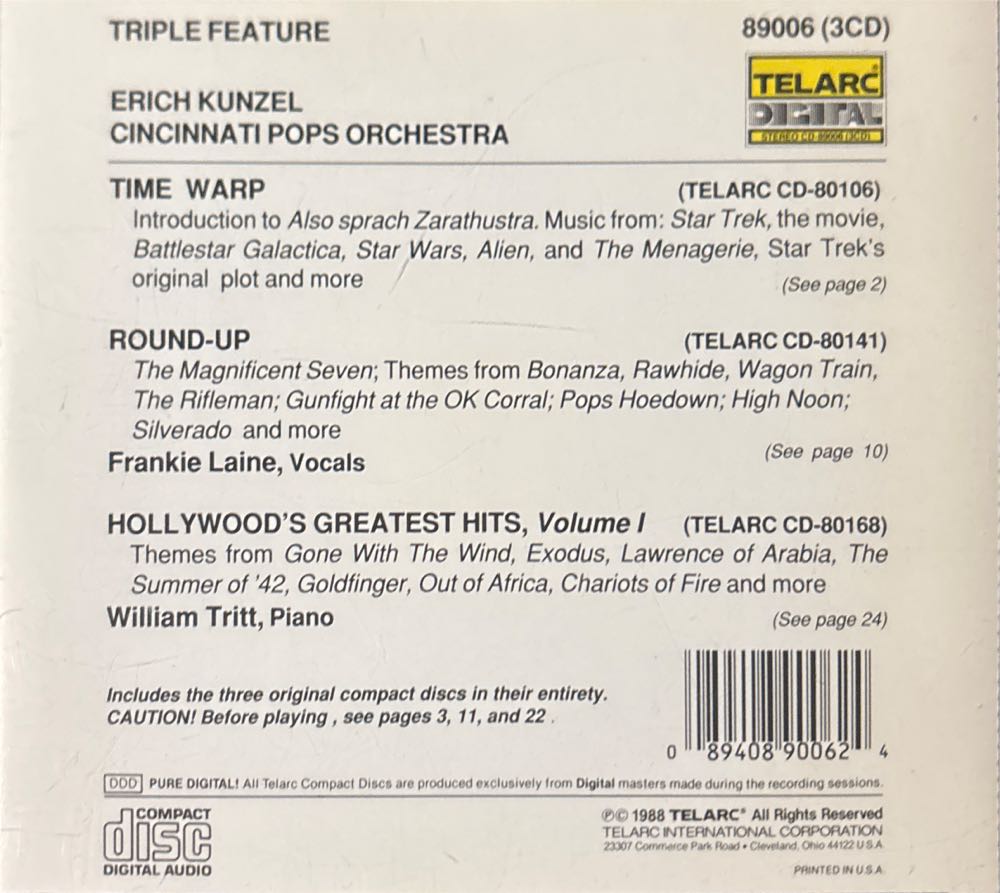 TRIPLE FEATURE 89006 (3CD)
TELARC®
DIGITAL
STEREO CD-89006 (3CD)
ERICH KUNZEL
CINCINNATI POPS ORCHESTRA
TIME WARP (TELARC CD-80106)
Introduction to Also sprach Zarathustra. Music from: Star Trek, the movie,
Battlestar Galactica, Star Wars, Alien, and The Menagerie, Star Trek's
original plot and more (See page 2)
ROUND-UP (TELARC CD-80141)
The Magnificent Seven; Themes from Bonanza, Rawhide, Wagon Train,
The Rifleman; Gunfight at the OK Corral; Pops Hoedown; High Noon;
Silverado and more
(See page 10)
Frankie Laine, Vocals
HOLLYWOOD'S GREATEST HITS, Volume I (TELARC CD-80168)
Themes from Gone With The Wind, Exodus, Lawrence of Arabia, The
Summer of '42, Goldfinger, Out of Africa, Chariots of Fire and more
William Tritt, Piano (See page 24)
Includes the three original compact discs in their entirety.
CAUTION! Before playing , see pages 3, 11, and 22 .
0 89408 90062 4
DDD PURE DIGITAL! All Telarc Compact Discs are produced exclusively from Digital masters made during the recording sessions.
COMPACT
disc
DIGITAL AUDIO
℗© 1988 TELARC® All Rights Reserved
TELARC INTERNATIONAL CORPORATION
23307 Commerce Park Road • Cleveland, Ohio 44122 U.S.A.
PRINTED IN U.S.A.